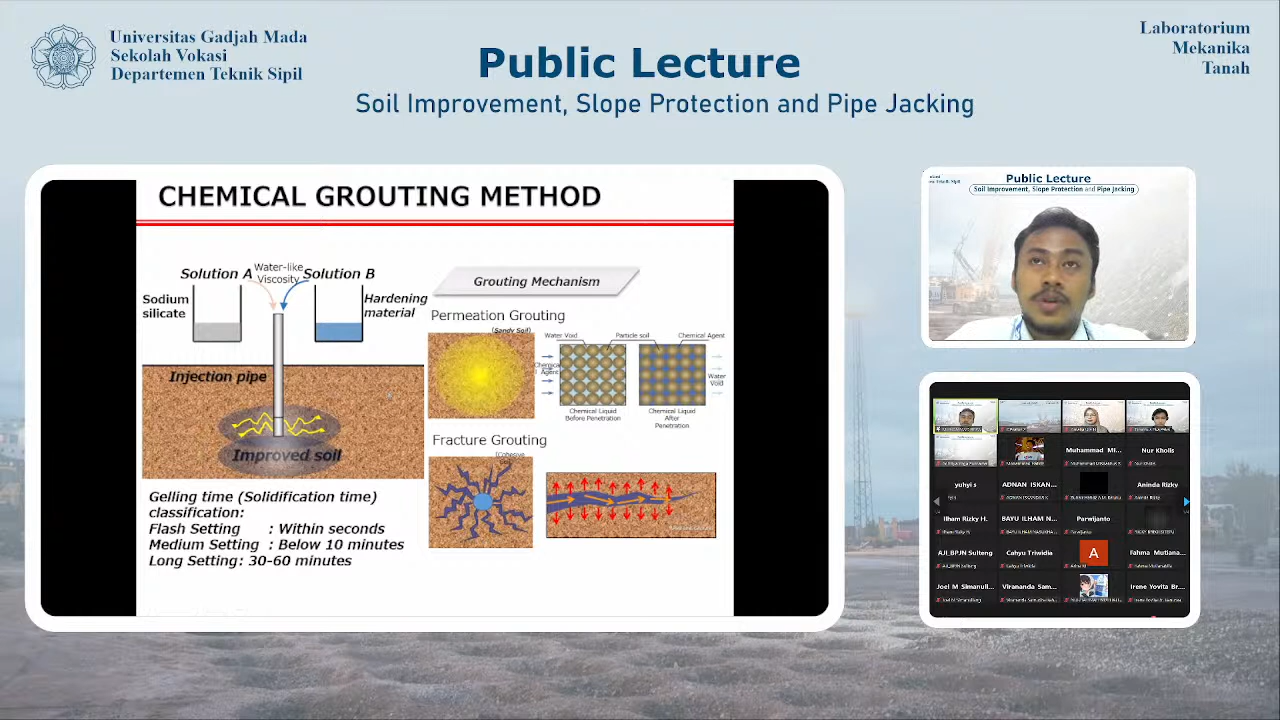 Universitas Gadjah Mada
Sekolah Vokasi
Departemen Teknik Sipil
Public Lecture
Soil Improvement, Slope Protection and Pipe Jacking
Laboratorium
Mekanika
Tanah
CHEMICAL GROUTING METHOD
Solution A
Water-like
Viscosity
Solution B
Sodium
silicate
Hardening
material
Injection pipe
Improved soil
Gelling time (Solidification time)
classification:
Flash Setting : Within seconds
Medium Setting : Below 10 minutes
Long Setting: 30-60 minutes
Grouting Mechanism
Permeation Grouting
(Sandy Soil)
Water Void
Particle soil
Chemical Agent
Chemical
Agent
Water
Void
Chemical Liquid
Before Penetration
Chemical Liquid
After
Penetration
Fracture Grouting
(Cohesive
Public Lecture
Soil Improvement, Slope Protection and Pipe Jacking
Muhammad Mi...
Nur Kholis
yuhyi s
ADNAN ISKAN...
Aninda Rizky
Ilham Rizky H.
BAYU ILHAM N...
Parwijanto
AJI_BPJN Sulteng
Cahyu Triwidia
A
Fahma Mutiana...
Joel M Simanull...
Virananda Sam...
Irene Yovita Br...